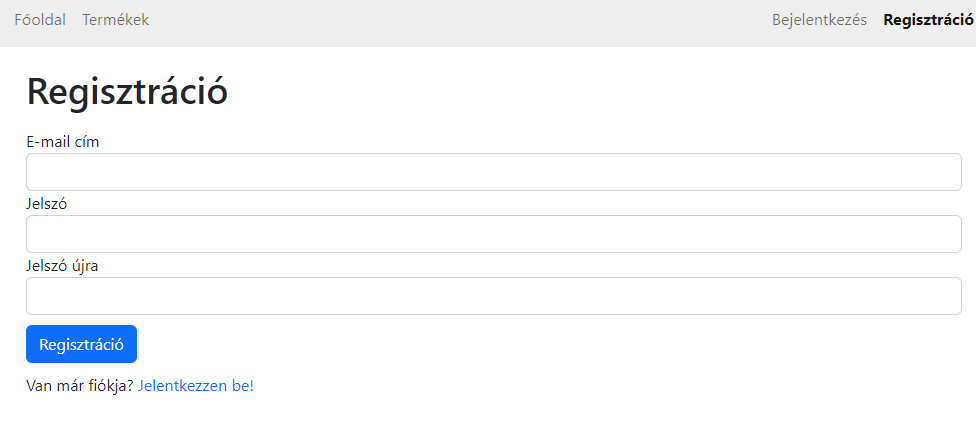 Főoldal Termékek Bejelentkezés Regisztráció
Regisztráció
E-mail cím
Jelszó
Jelszó újra
Regisztráció
Van már fiókja? Jelentkezzen be!